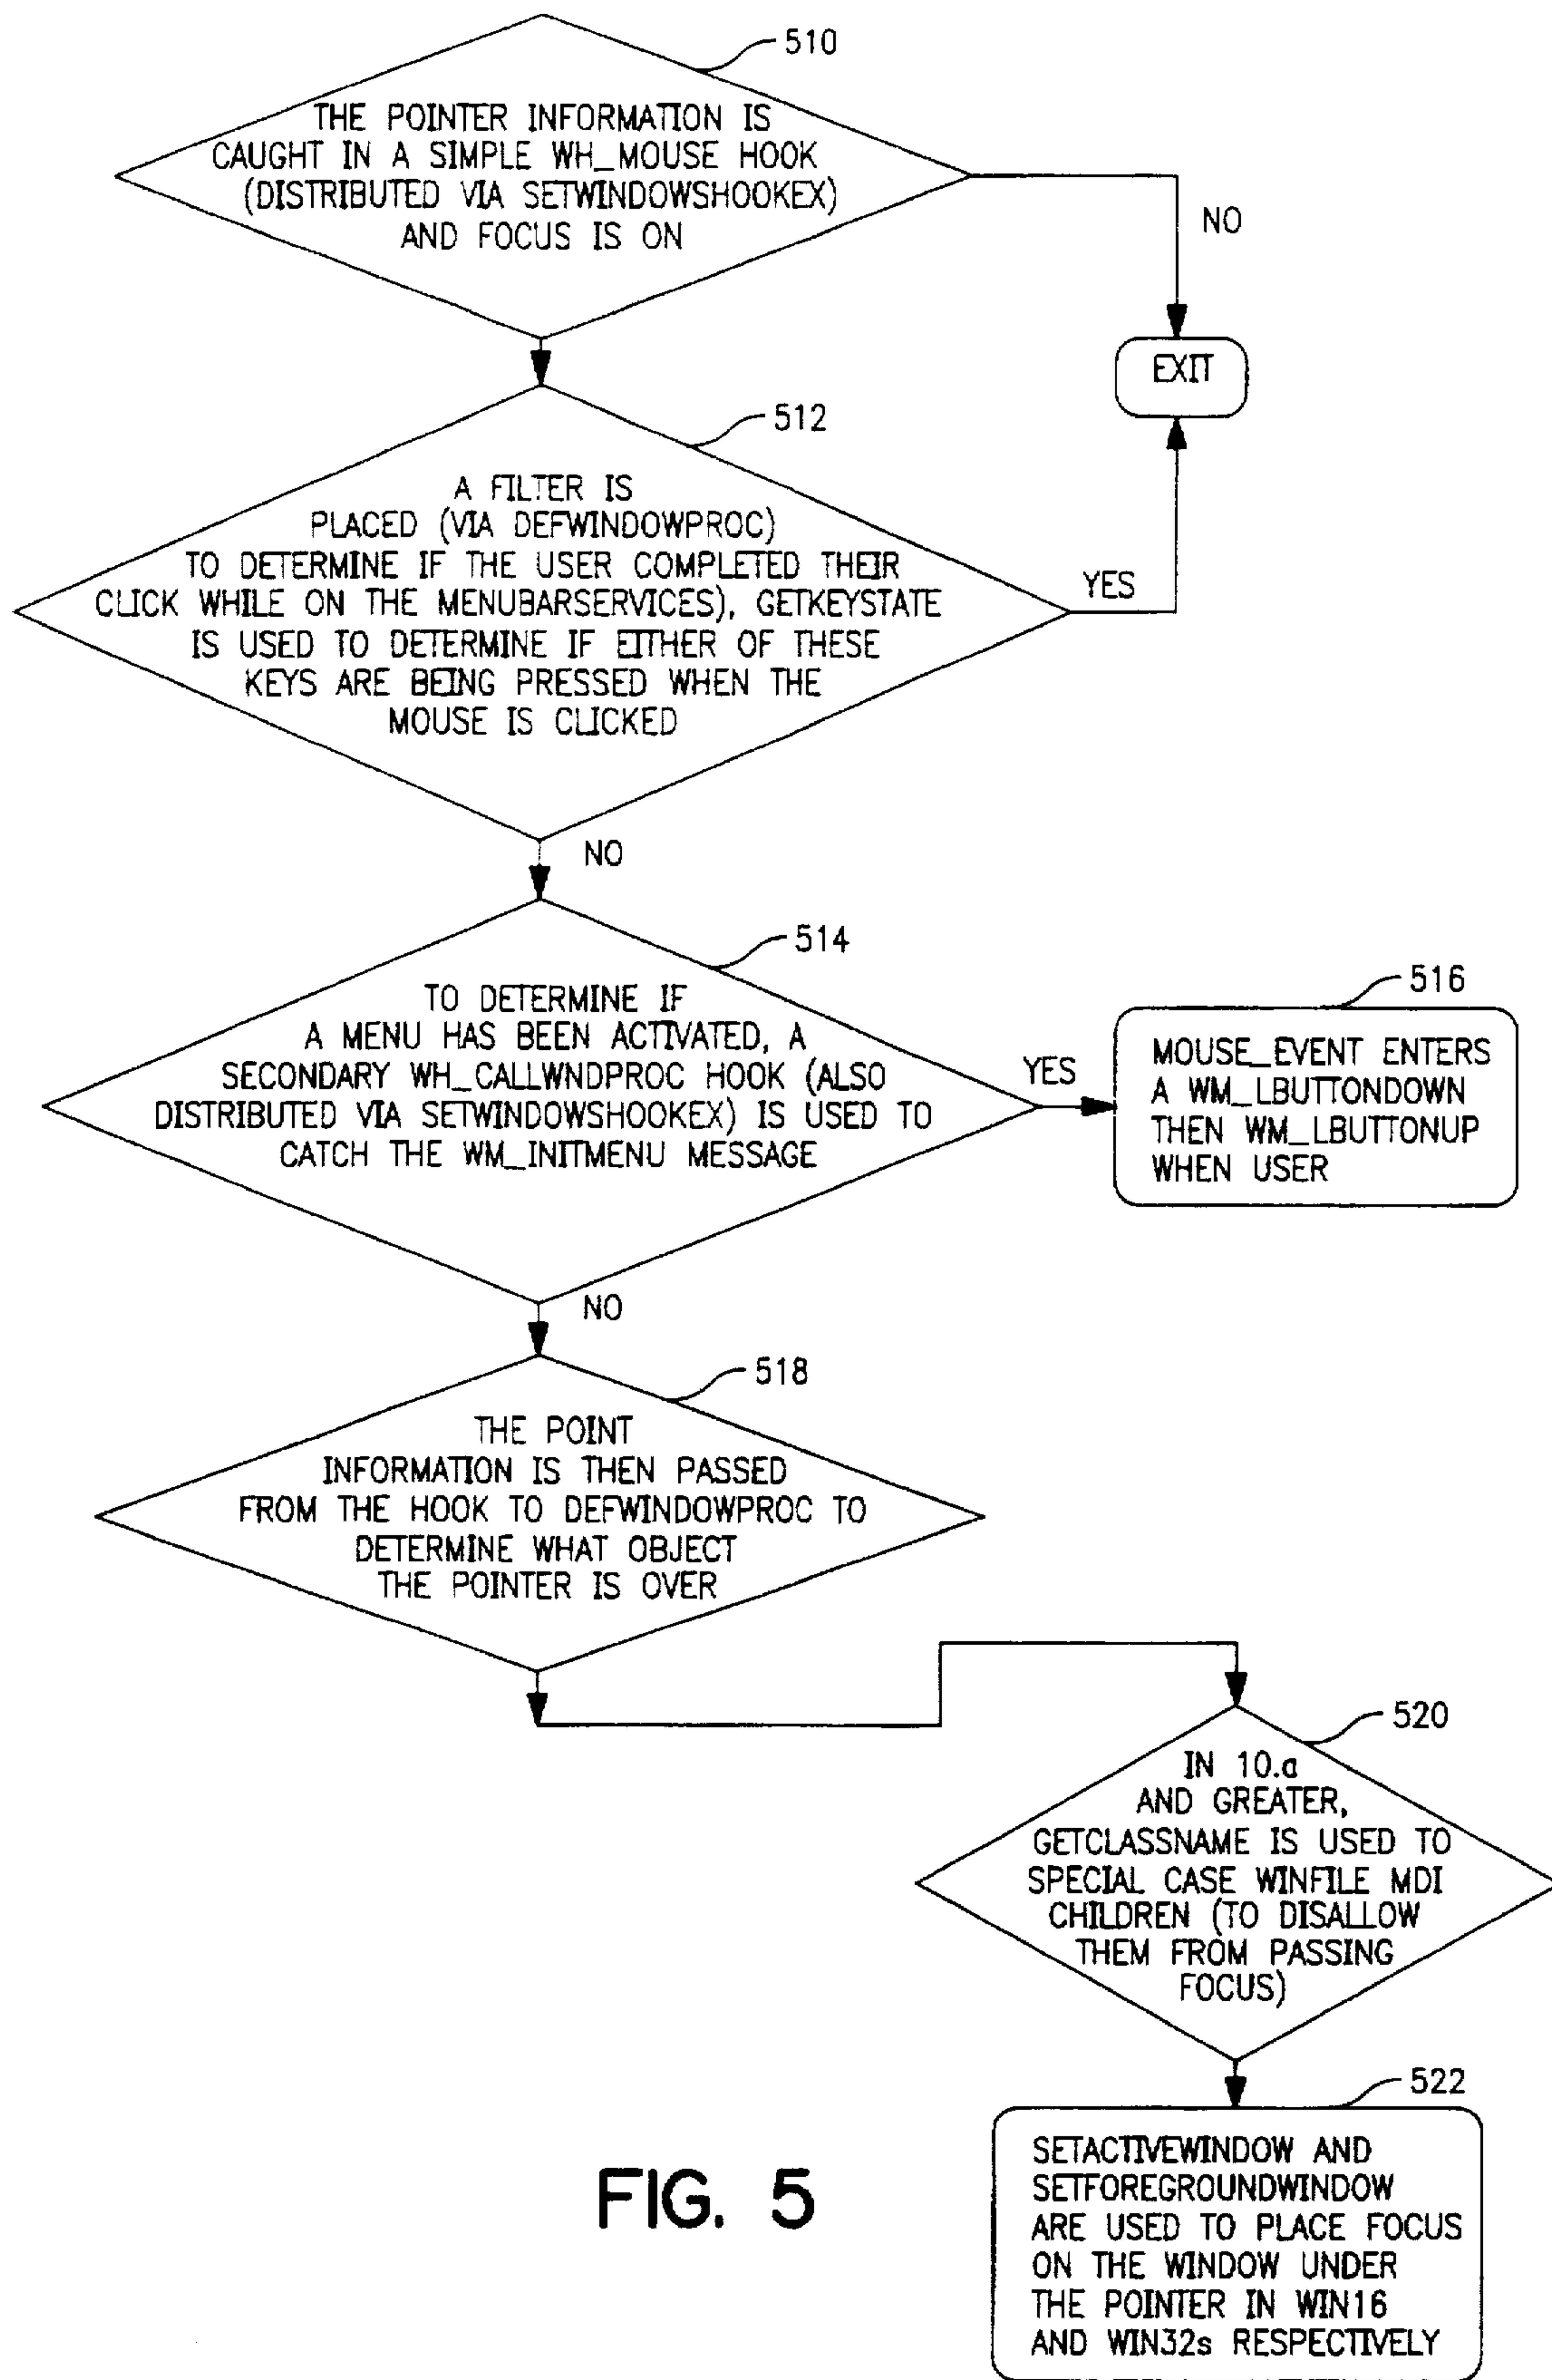 510
THE POINTER INFORMATION IS
CAUGHT IN A SIMPLE WH_MOUSE HOOK
(DISTRIBUTED VIA SETWINDOWSHOOKEX)
AND FOCUS IS ON
NO
EXIT
512
A FILTER IS
PLACED (VIA DEFWINDOWPROC)
TO DETERMINE IF THE USER COMPLETED THEIR
CLICK WHILE ON THE MENUBARSERVICES), GETKEYSTATE
IS USED TO DETERMINE IF EITHER OF THESE
KEYS ARE BEING PRESSED WHEN THE
MOUSE IS CLICKED
YES
NO
514
TO DETERMINE IF
A MENU HAS BEEN ACTIVATED, A
SECONDARY WH_CALLWNDPROC HOOK (ALSO
DISTRIBUTED VIA SETWINDOWSHOOKEX) IS USED TO
CATCH THE WM_INITMENU MESSAGE
YES
516
MOUSE_EVENT ENTERS
A WM_LBUTTONDOWN
THEN WM_LBUTTONUP
WHEN USER
NO
518
THE POINT
INFORMATION IS THEN PASSED
FROM THE HOOK TO DEFWINDOWPROC TO
DETERMINE WHAT OBJECT
THE POINTER IS OVER
520
IN 10.a
AND GREATER,
GETCLASSNAME IS USED TO
SPECIAL CASE WINFILE MDI
CHILDREN (TO DISALLOW
THEM FROM PASSING
FOCUS)
522
SETACTIVEWINDOW AND
SETFOREGROUNDWINDOW
ARE USED TO PLACE FOCUS
ON THE WINDOW UNDER
THE POINTER IN WIN16
AND WIN32s RESPECTIVELY
FIG. 5